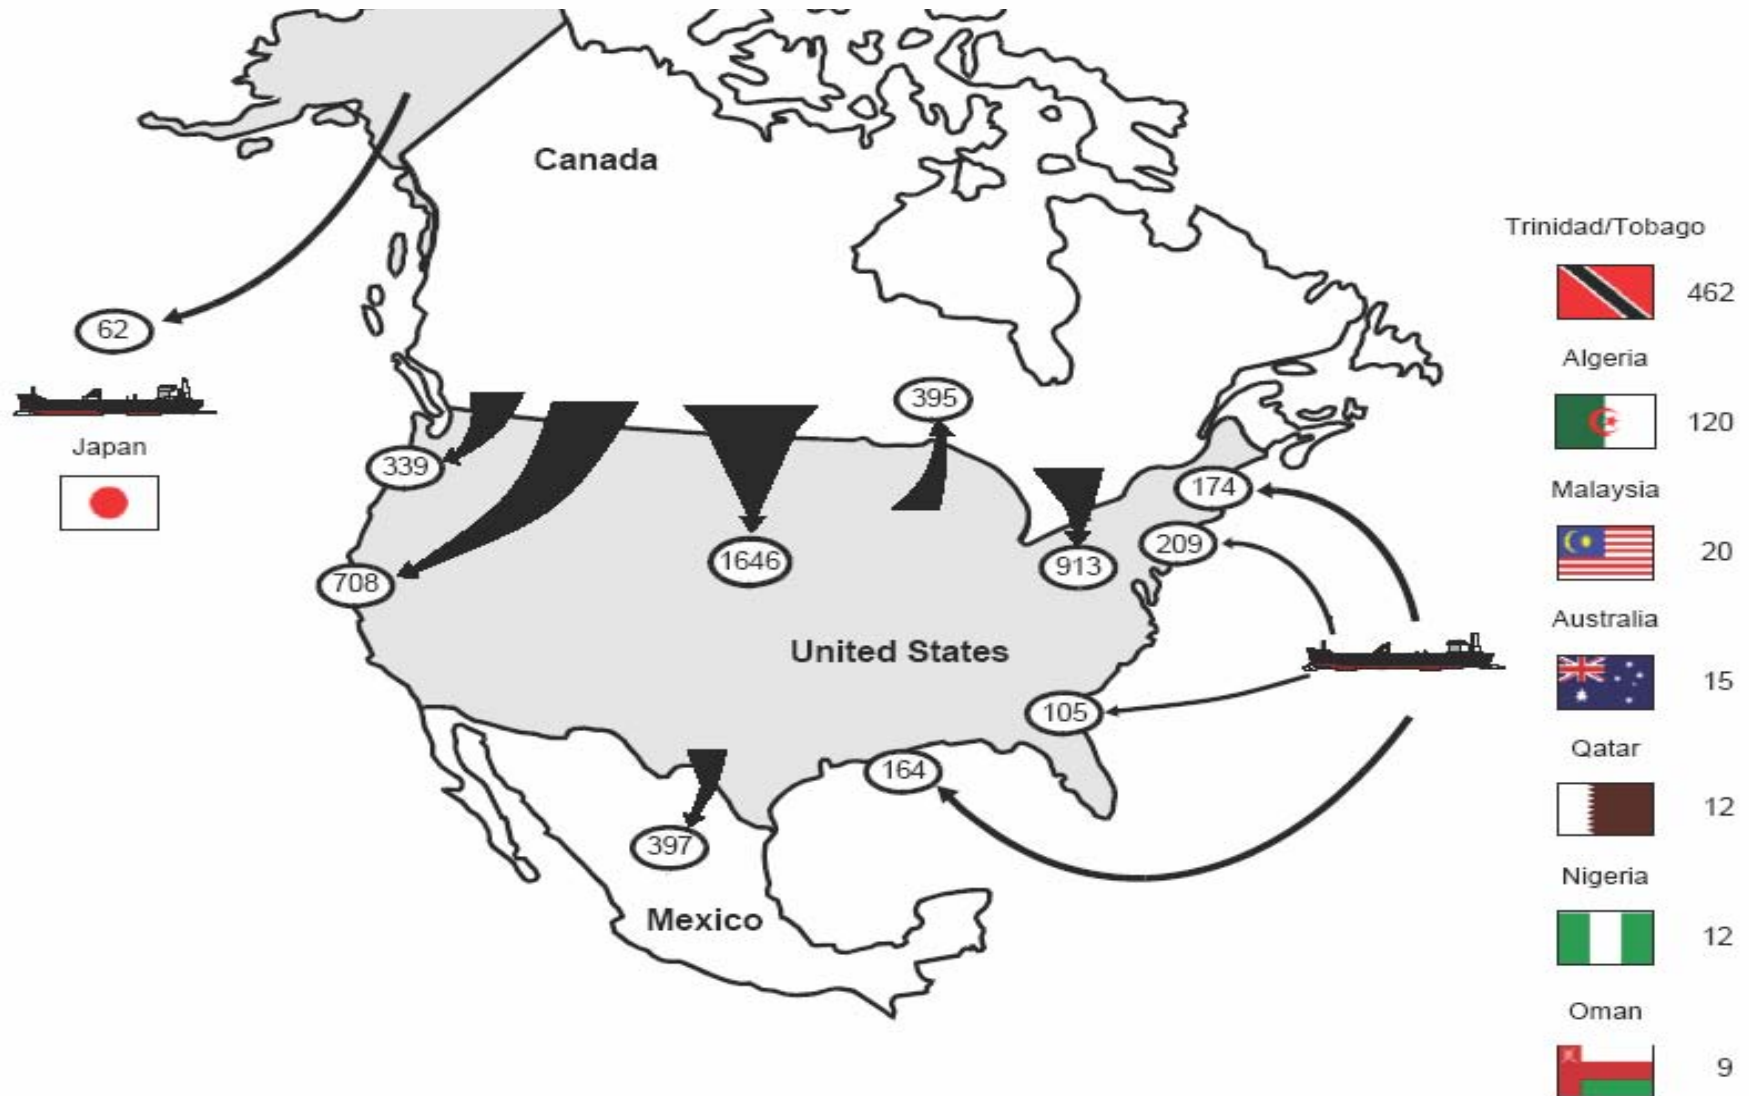 Canada
62
Japan
339
708
1646
395
913
174
209
United States
105
164
397
Mexico
Trinidad/Tobago
462
Algeria
120
Malaysia
20
Australia
15
Qatar
12
Nigeria
12
Oman
9